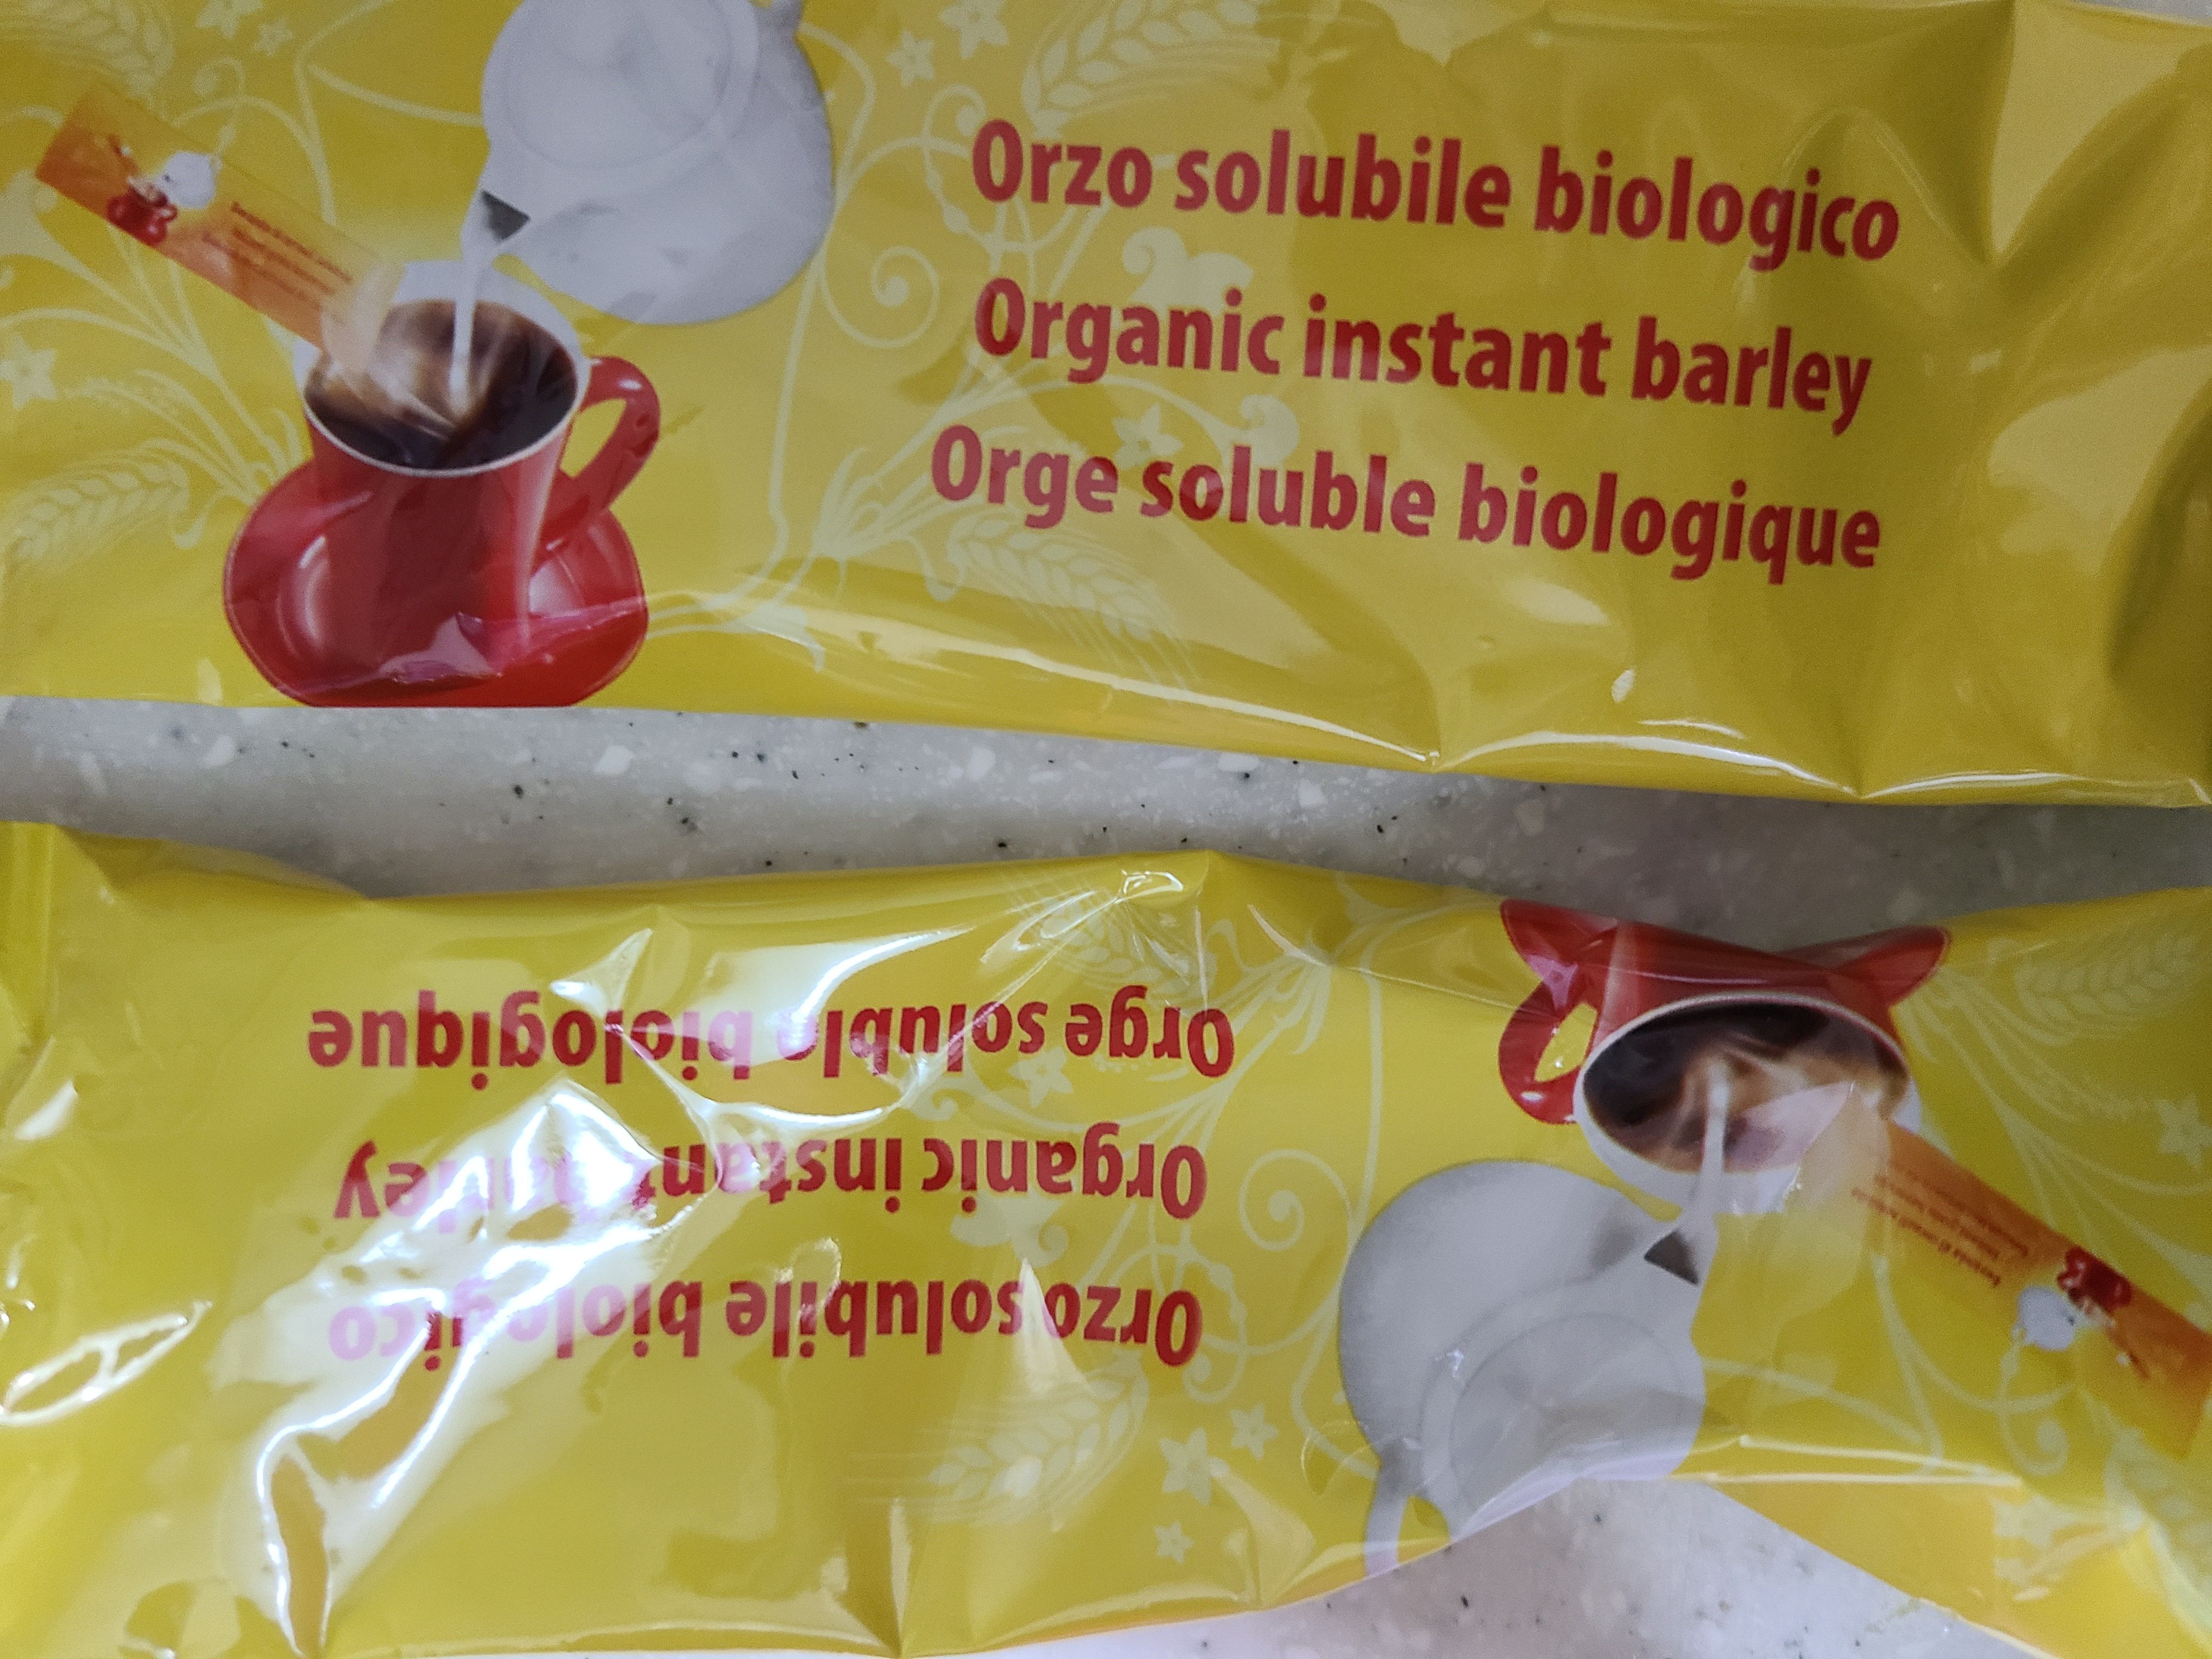 Orzo solubile biologico
Organic instant barley
Orge soluble biologique
Orzo solubile biologico
Organic instant barley
Orge soluble biologique